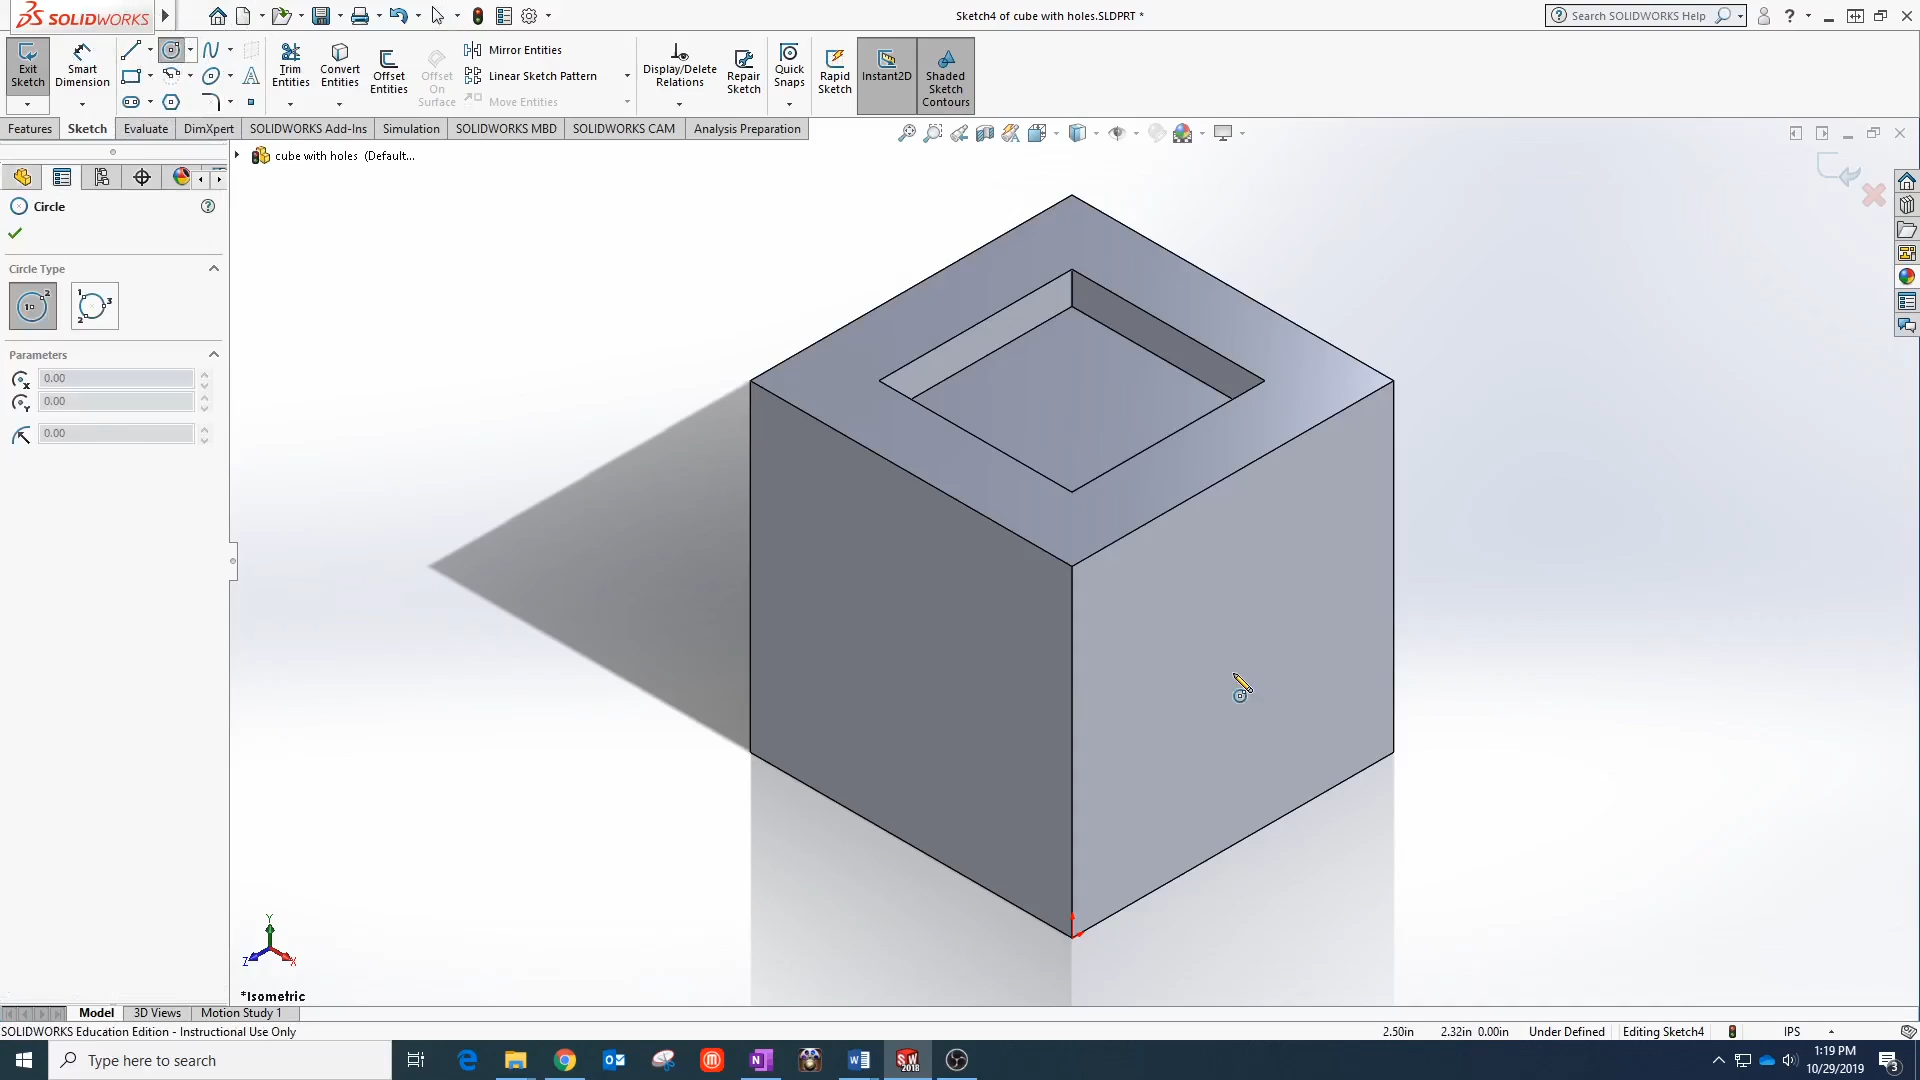 SOLIDWORKS
Sketch4 of cube with holes.SLDPRT *
Search SOLIDWORKS Help
Exit
Sketch
Smart
Dimension
Trim
Entities
Convert
Entities
Offset
Entities
Offset
On
Surface
Mirror Entities
Linear Sketch Pattern
Move Entities
Display/Delete
Relations
Repair
Sketch
Quick
Snaps
Rapid
Sketch
Instant2D
Shaded
Sketch
Contours
Features
Sketch
Evaluate
DimXpert
SOLIDWORKS Add-Ins
Simulation
SOLIDWORKS MBD
SOLIDWORKS CAM
Analysis Preparation
cube with holes (Default...
Circle
Circle Type
Parameters
0.00
0.00
0.00
Y
Z
X
*Isometric
Model
3D Views
Motion Study 1
SOLIDWORKS Education Edition - Instructional Use Only
2.50in
2.32in
0.00in
Under Defined
Editing Sketch4
IPS
Type here to search
SW
2018
1:19 PM
10/29/2019
3